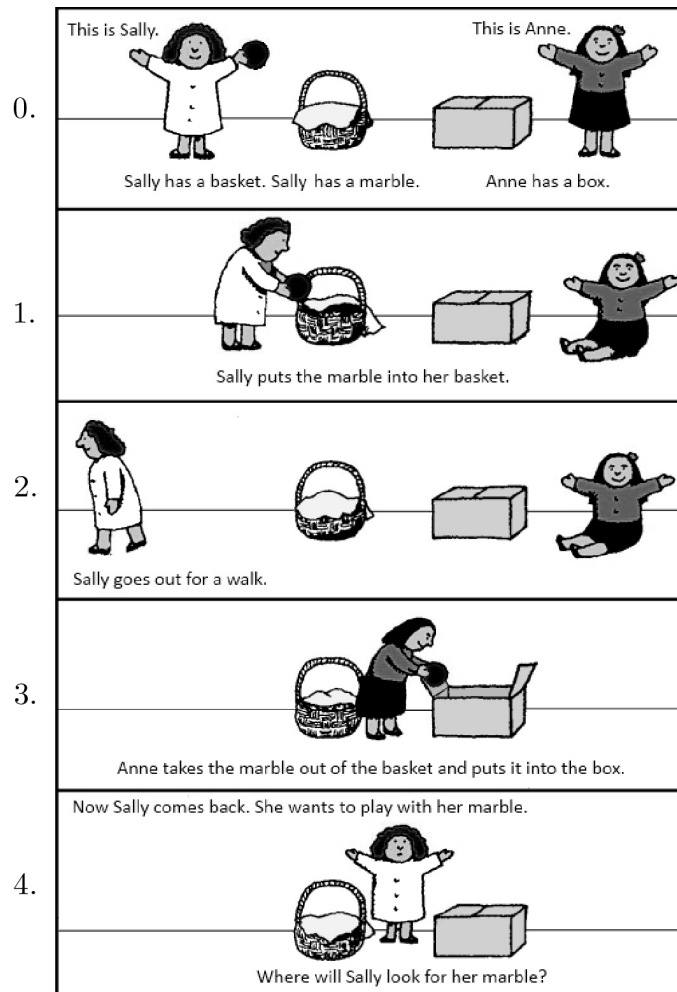 This is Sally.
This is Anne.
0.
Sally has a basket. Sally has a marble.
Anne has a box.
1.
Sally puts the marble into her basket.
2.
Sally goes out for a walk.
3.
Anne takes the marble out of the basket and puts it into the box.
Now Sally comes back. She wants to play with her marble.
4.
Where will Sally look for her marble?